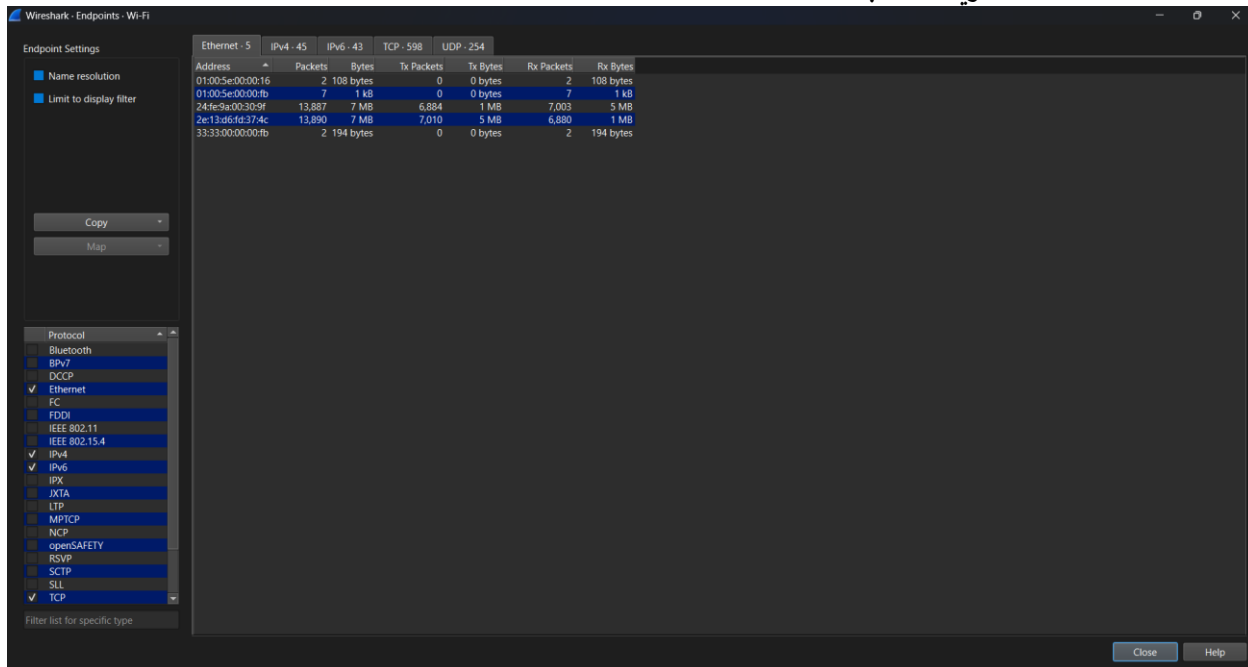 Wireshark · Endpoints · Wi-Fi
Endpoint Settings
Name resolution
Limit to display filter
Copy
Map
Protocol
Bluetooth
BPv7
DCCP
Ethernet
FC
FDDI
IEEE 802.11
IEEE 802.15.4
IPv4
IPv6
IPX
JXTA
LTP
MPTCP
NCP
openSAFETY
RSVP
SCTP
SLL
TCP
Filter list for specific type
Ethernet · 5 IPv4 · 45 IPv6 · 43 TCP · 598 UDP · 254
Address Packets Bytes Tx Packets Tx Bytes Rx Packets Rx Bytes
01:00:5e:00:00:16 2 108 bytes 0 0 bytes 2 108 bytes
01:00:5e:00:00:fb 7 1 kB 0 0 bytes 7 1 kB
24:fe:9a:00:30:9f 13,887 7 MB 6,884 1 MB 7,003 5 MB
2e:13:d6:fd:37:4c 13,890 7 MB 7,010 5 MB 6,880 1 MB
33:33:00:00:00:fb 2 194 bytes 0 0 bytes 2 194 bytes
Close Help